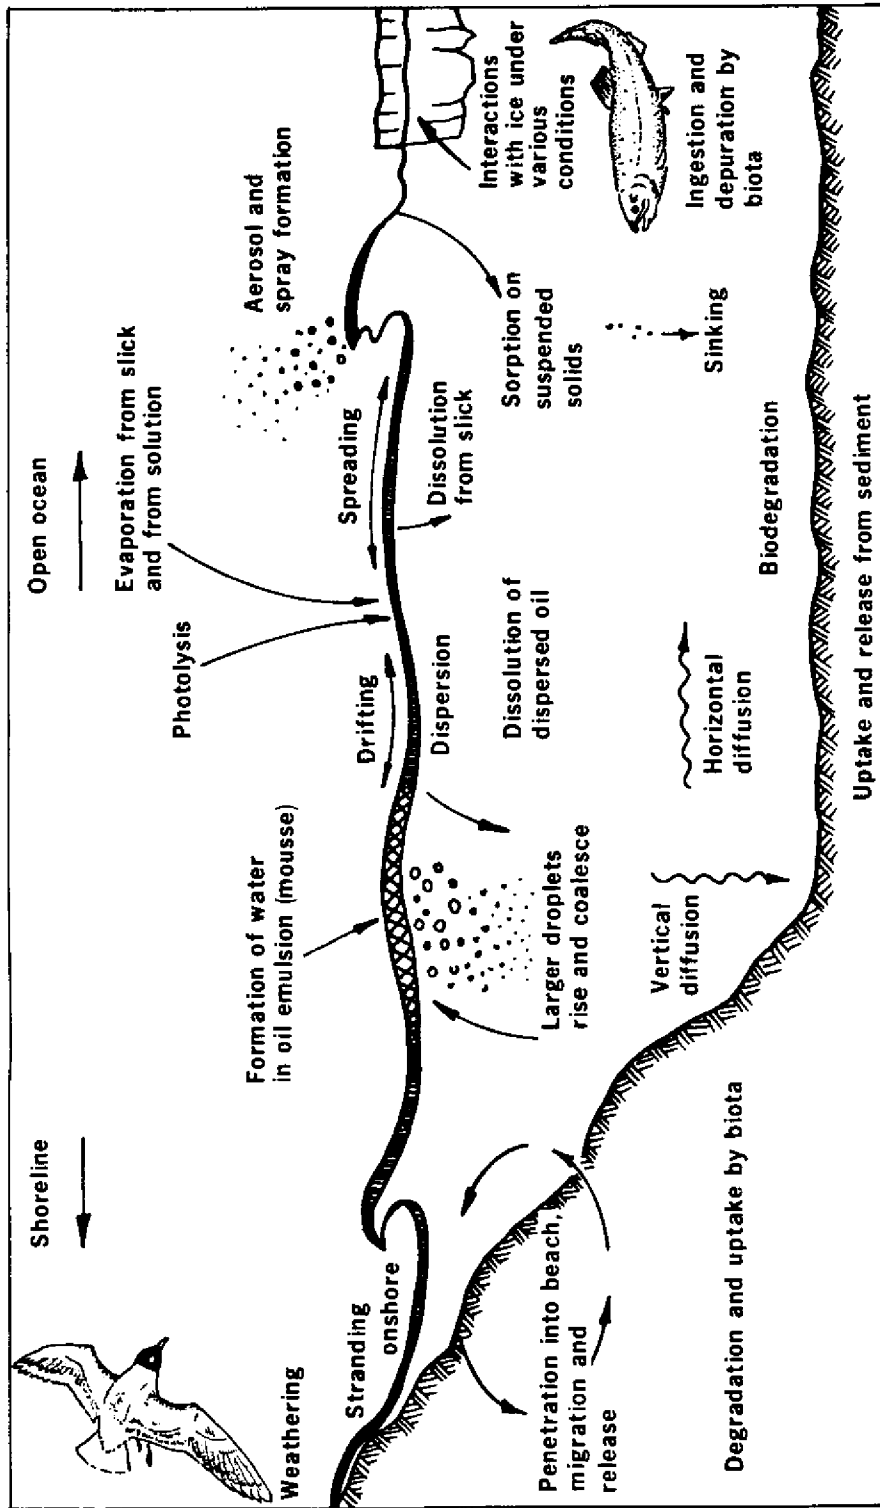 Shoreline
Open ocean
Evaporation from slick
and from solution
Photolysis
Aerosol and
spray formation
Formation of water
in oil emulsion (mousse)
Weathering
Stranding
onshore
Drifting
Spreading
Dispersion
Dissolution
from slick
Interactions
with ice under
various
conditions
Penetration into beach,
migration and
release
Larger droplets
rise and coalesce
Dissolution of
dispersed oil
Sorption on
suspended
solids
Vertical
diffusion
Horizontal
diffusion
Sinking
Ingestion and
depuration by
biota
Degradation and uptake by biota
Biodegradation
Uptake and release from sediment